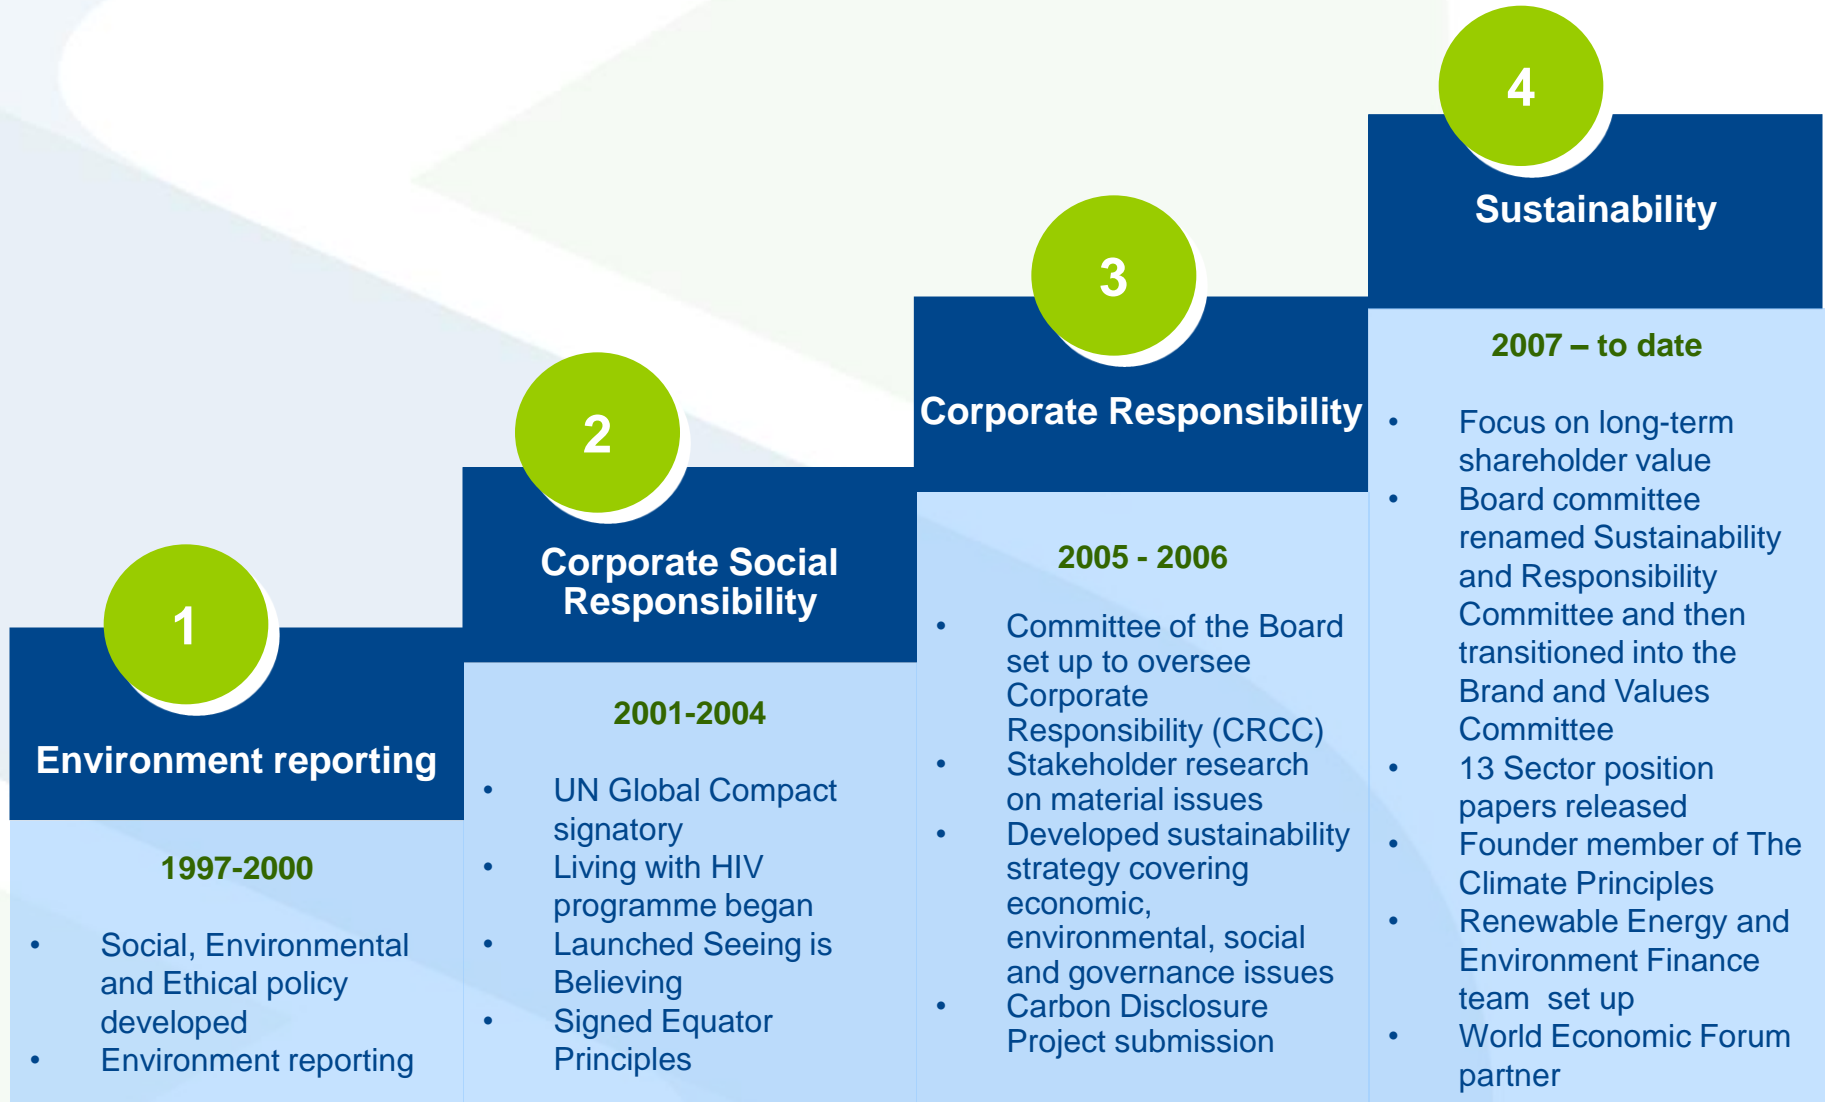 1
Environment reporting
1997-2000
• Social, Environmental
and Ethical policy
developed
• Environment reporting
2
Corporate Social
Responsibility
2001-2004
• UN Global Compact
signatory
• Living with HIV
programme began
• Launched Seeing is
Believing
• Signed Equator
Principles
3
Corporate Responsibility
2005 - 2006
• Committee of the Board
set up to oversee
Corporate
Responsibility (CRCC)
• Stakeholder research
on material issues
• Developed sustainability
strategy covering
economic,
environmental, social
and governance issues
• Carbon Disclosure
Project submission
4
Sustainability
2007 – to date
• Focus on long-term
shareholder value
• Board committee
renamed Sustainability
and Responsibility
Committee and then
transitioned into the
Brand and Values
Committee
• 13 Sector position
papers released
• Founder member of The
Climate Principles
• Renewable Energy and
Environment Finance
team set up
• World Economic Forum
partner